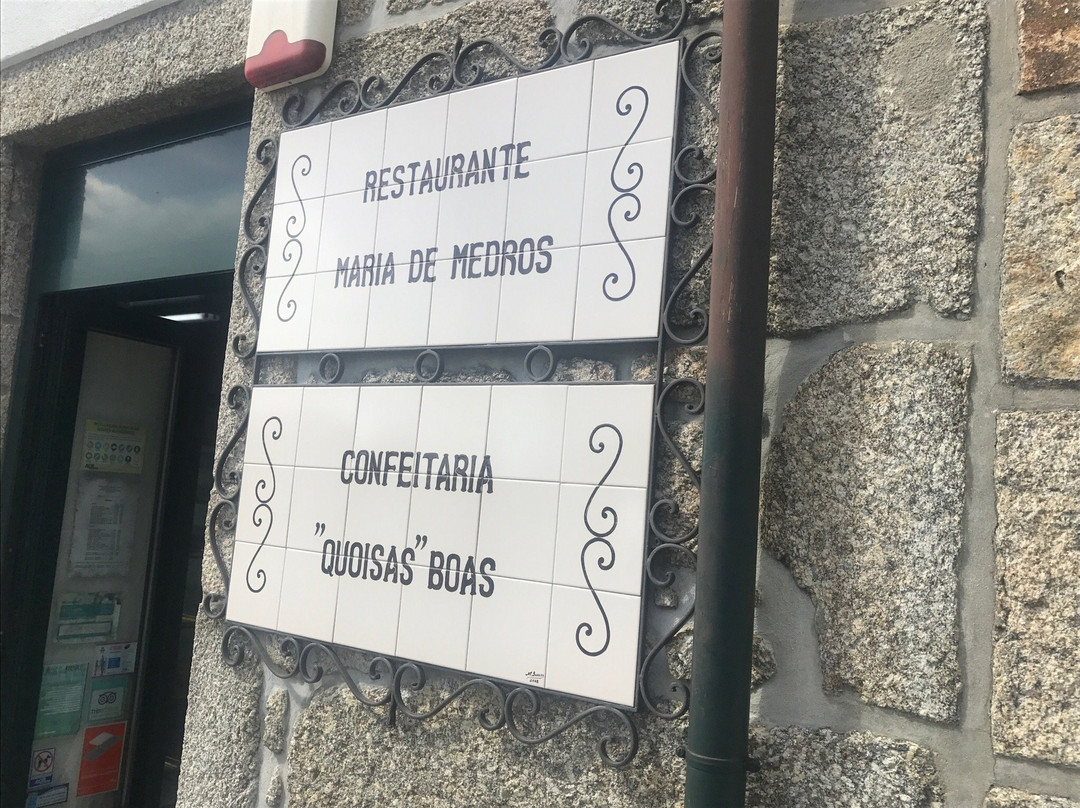 RESTAURANTE
MARIA DE MEDROS
CONFEITARIA
"QUOISAS" BOAS